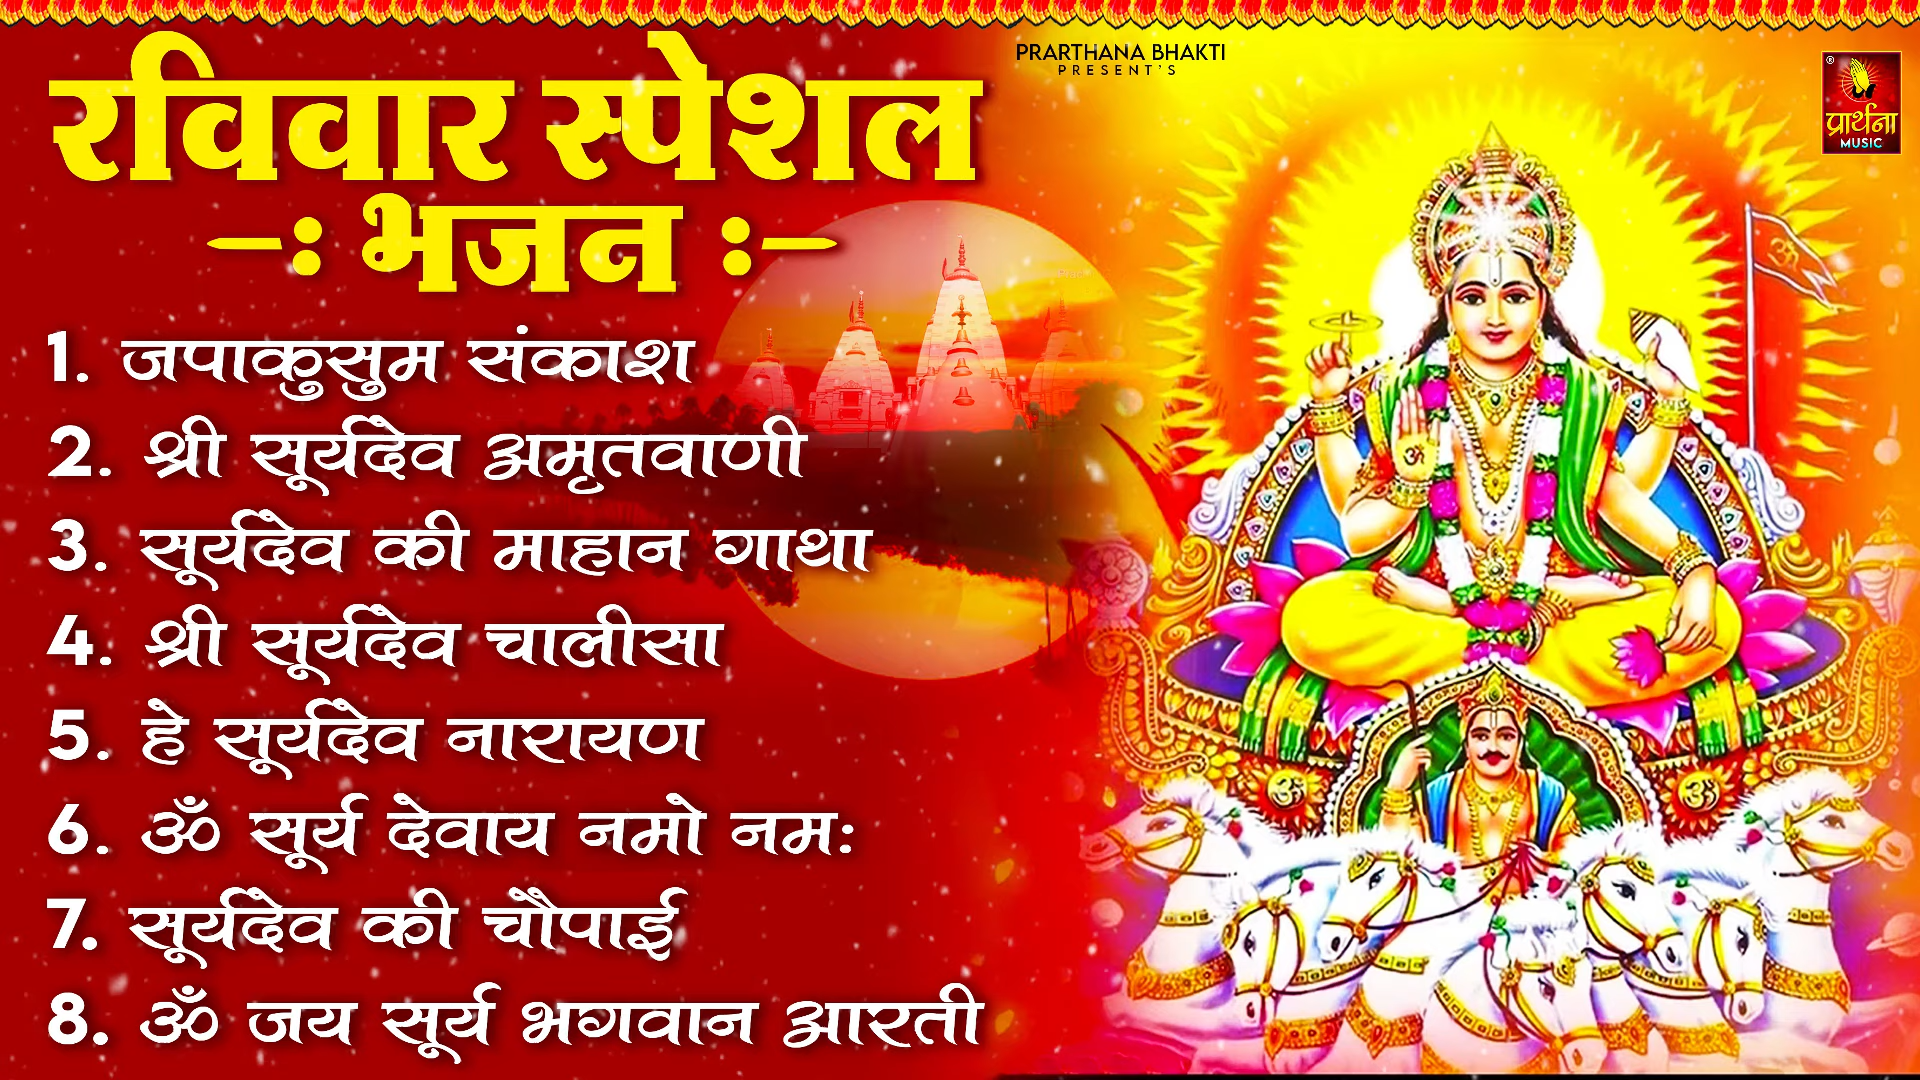 रविवार स्पेशल
-: भजन :-
1. जपाकुसुम संकाश
2. श्री सूर्यदेव अमृतवाणी
3. सूर्यदेव की माहान गाथा
4. श्री सूर्यदेव चालीसा
5. हे सूर्यदेव नारायण
6. ॐ सूर्य देवाय नमो नमः
7. सूर्यदेव की चौपाई
8. ॐ जय सूर्य भगवान आरती
PRARTHANA BHAKTI
PRESENT'S
®
प्रार्थना
MUSIC
ॐ
ॐ
ॐ
ॐ